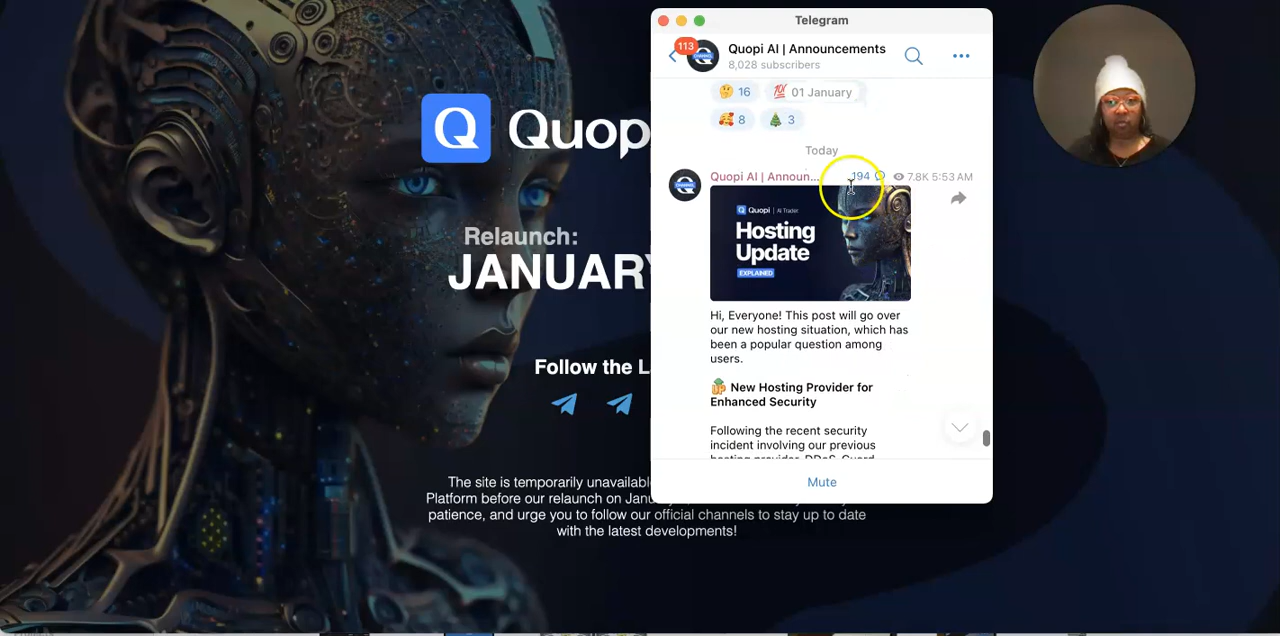 Telegram
113
Quopi AI | Announcements
8,028 subscribers
🤔 16 💯 01 January
🥰 8 🎄 3
Today
Quopi AI | Announ... 194 7.8K 5:53 AM
Quopi | AI Trader
Hosting
Update
EXPLAINED
Hi, Everyone! This post will go over
our new hosting situation, which has
been a popular question among
users.
🆙 New Hosting Provider for
Enhanced Security
Following the recent security
incident involving our previous
hosting provider, DDoS-Guard
Mute
Q Quop
Relaunch:
JANUARY
Follow the L
The site is temporarily unavailable
Platform before our relaunch on Janu
patience, and urge you to follow our official channels to stay up to date
with the latest developments!